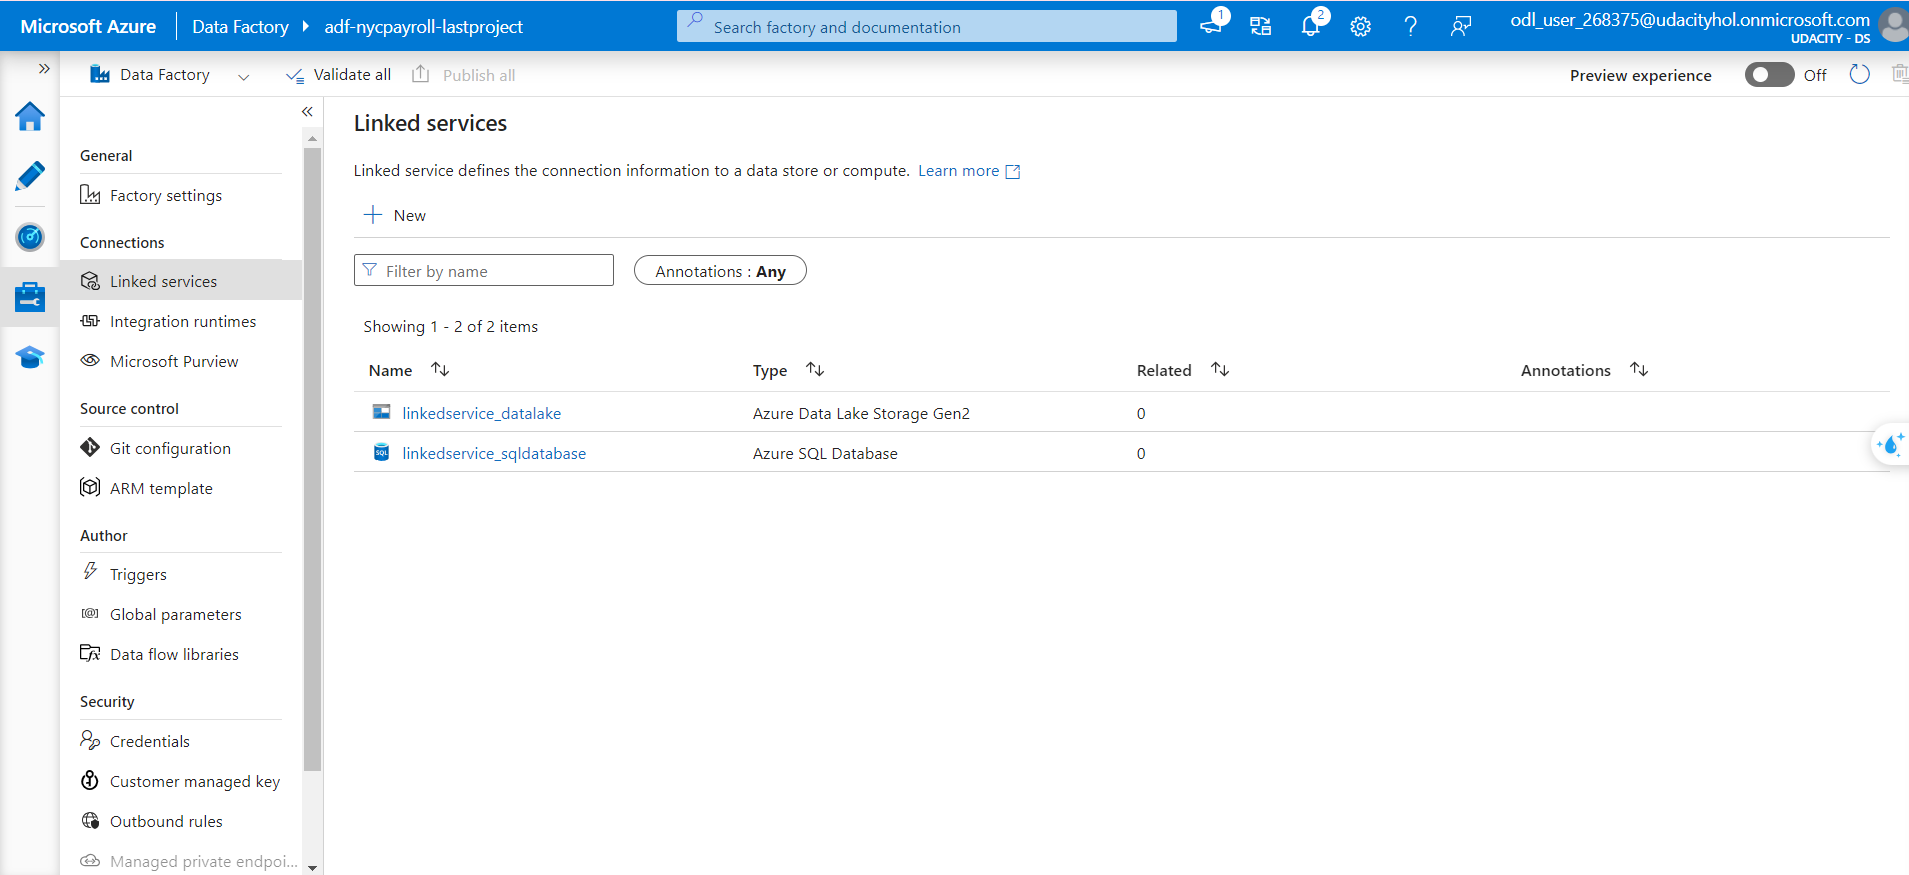 Microsoft Azure
Data Factory
adf-nycpayroll-lastproject
Search factory and documentation
1
2
odl_user_268375@udacityhol.onmicrosoft.com
UDACITY - DS
Data Factory
Validate all
Publish all
Preview experience
Off
General
Factory settings
Connections
Linked services
Integration runtimes
Microsoft Purview
Source control
Git configuration
ARM template
Author
Triggers
Global parameters
Data flow libraries
Security
Credentials
Customer managed key
Outbound rules
Managed private endpoi...
Linked services
Linked service defines the connection information to a data store or compute. Learn more
New
Filter by name
Annotations : Any
Showing 1 - 2 of 2 items
Name Type Related Annotations
linkedservice_datalake Azure Data Lake Storage Gen2 0
SQL linkedservice_sqldatabase Azure SQL Database 0